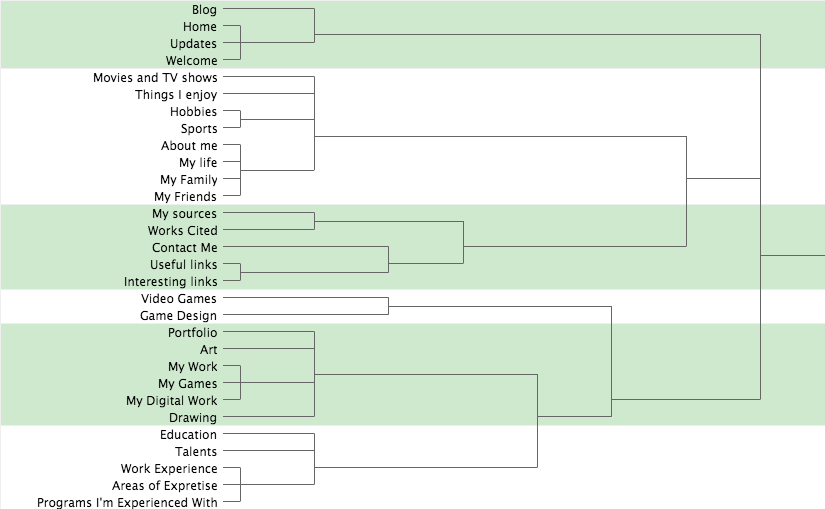 Blog
Home
Updates
Welcome
Movies and TV shows
Things I enjoy
Hobbies
Sports
About me
My life
My Family
My Friends
My sources
Works Cited
Contact Me
Useful links
Interesting links
Video Games
Game Design
Portfolio
Art
My Work
My Games
My Digital Work
Drawing
Education
Talents
Work Experience
Areas of Expretise
Programs I'm Experienced With